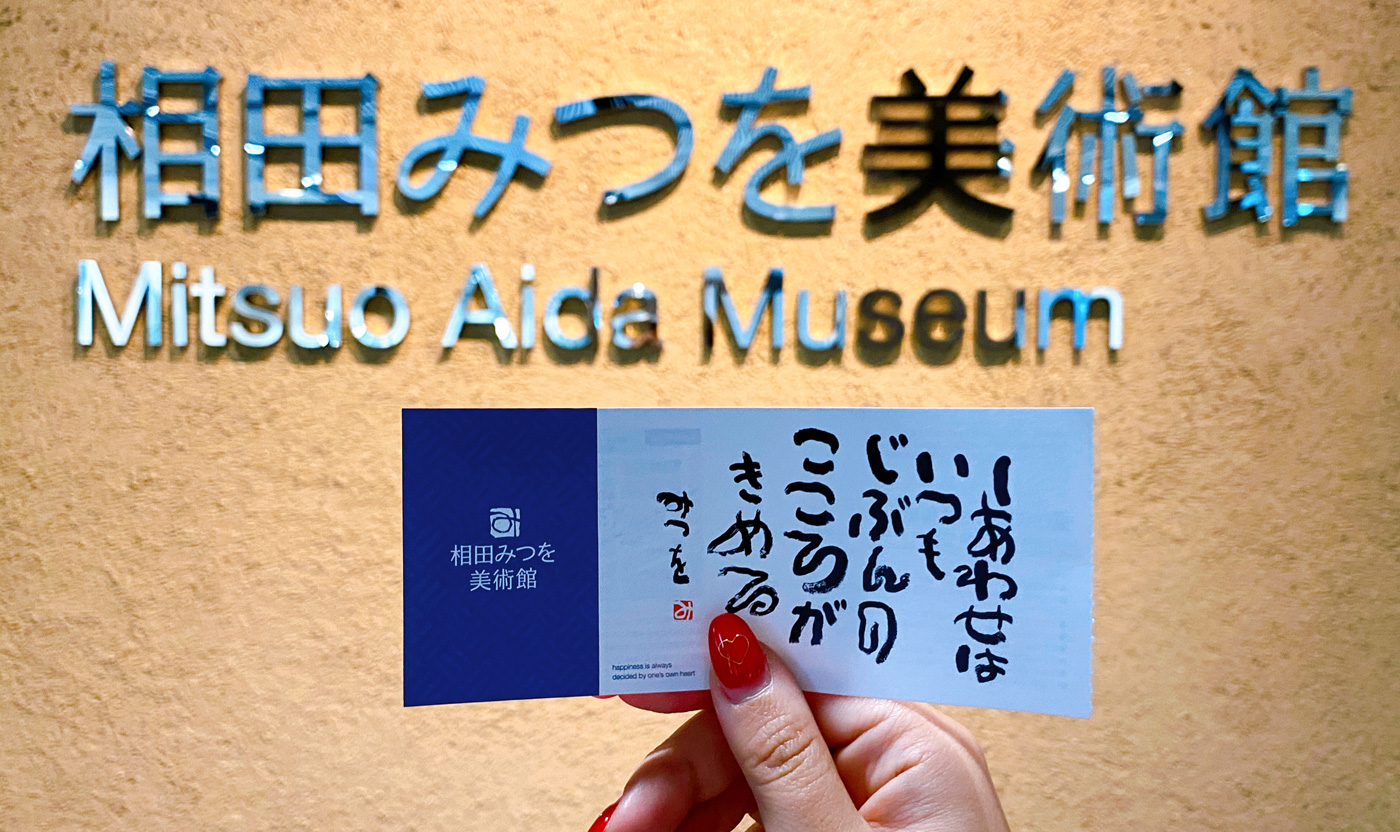 相田みつを美術館
Mitsuo Aida Museum
相田みつを
美術館
しあわせは
いつも
じぶんの
こころが
きめる
みつを
み
happiness is always
decided by one's own heart